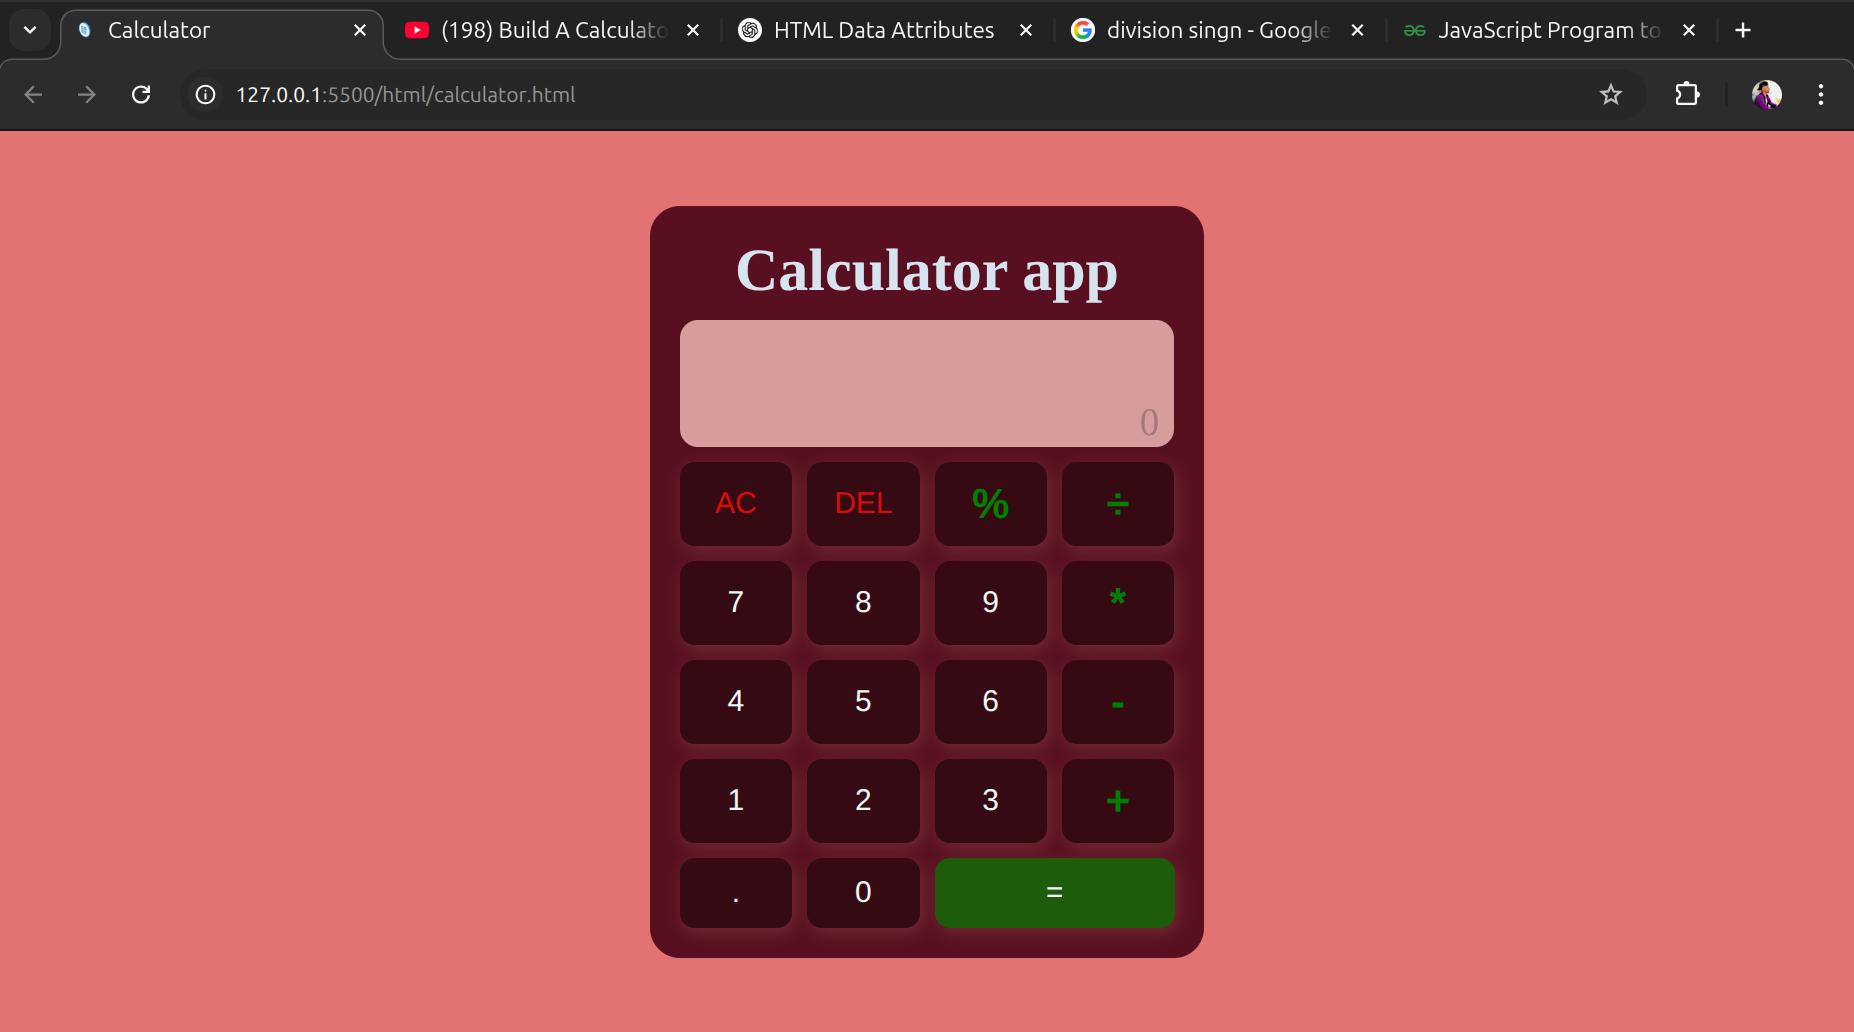 Calculator
(198) Build A Calculato
HTML Data Attributes
division singn - Google
JavaScript Program to
127.0.0.1:5500/html/calculator.html
Calculator app
0
AC DEL % ÷
7 8 9 *
4 5 6 -
1 2 3 +
. 0 =